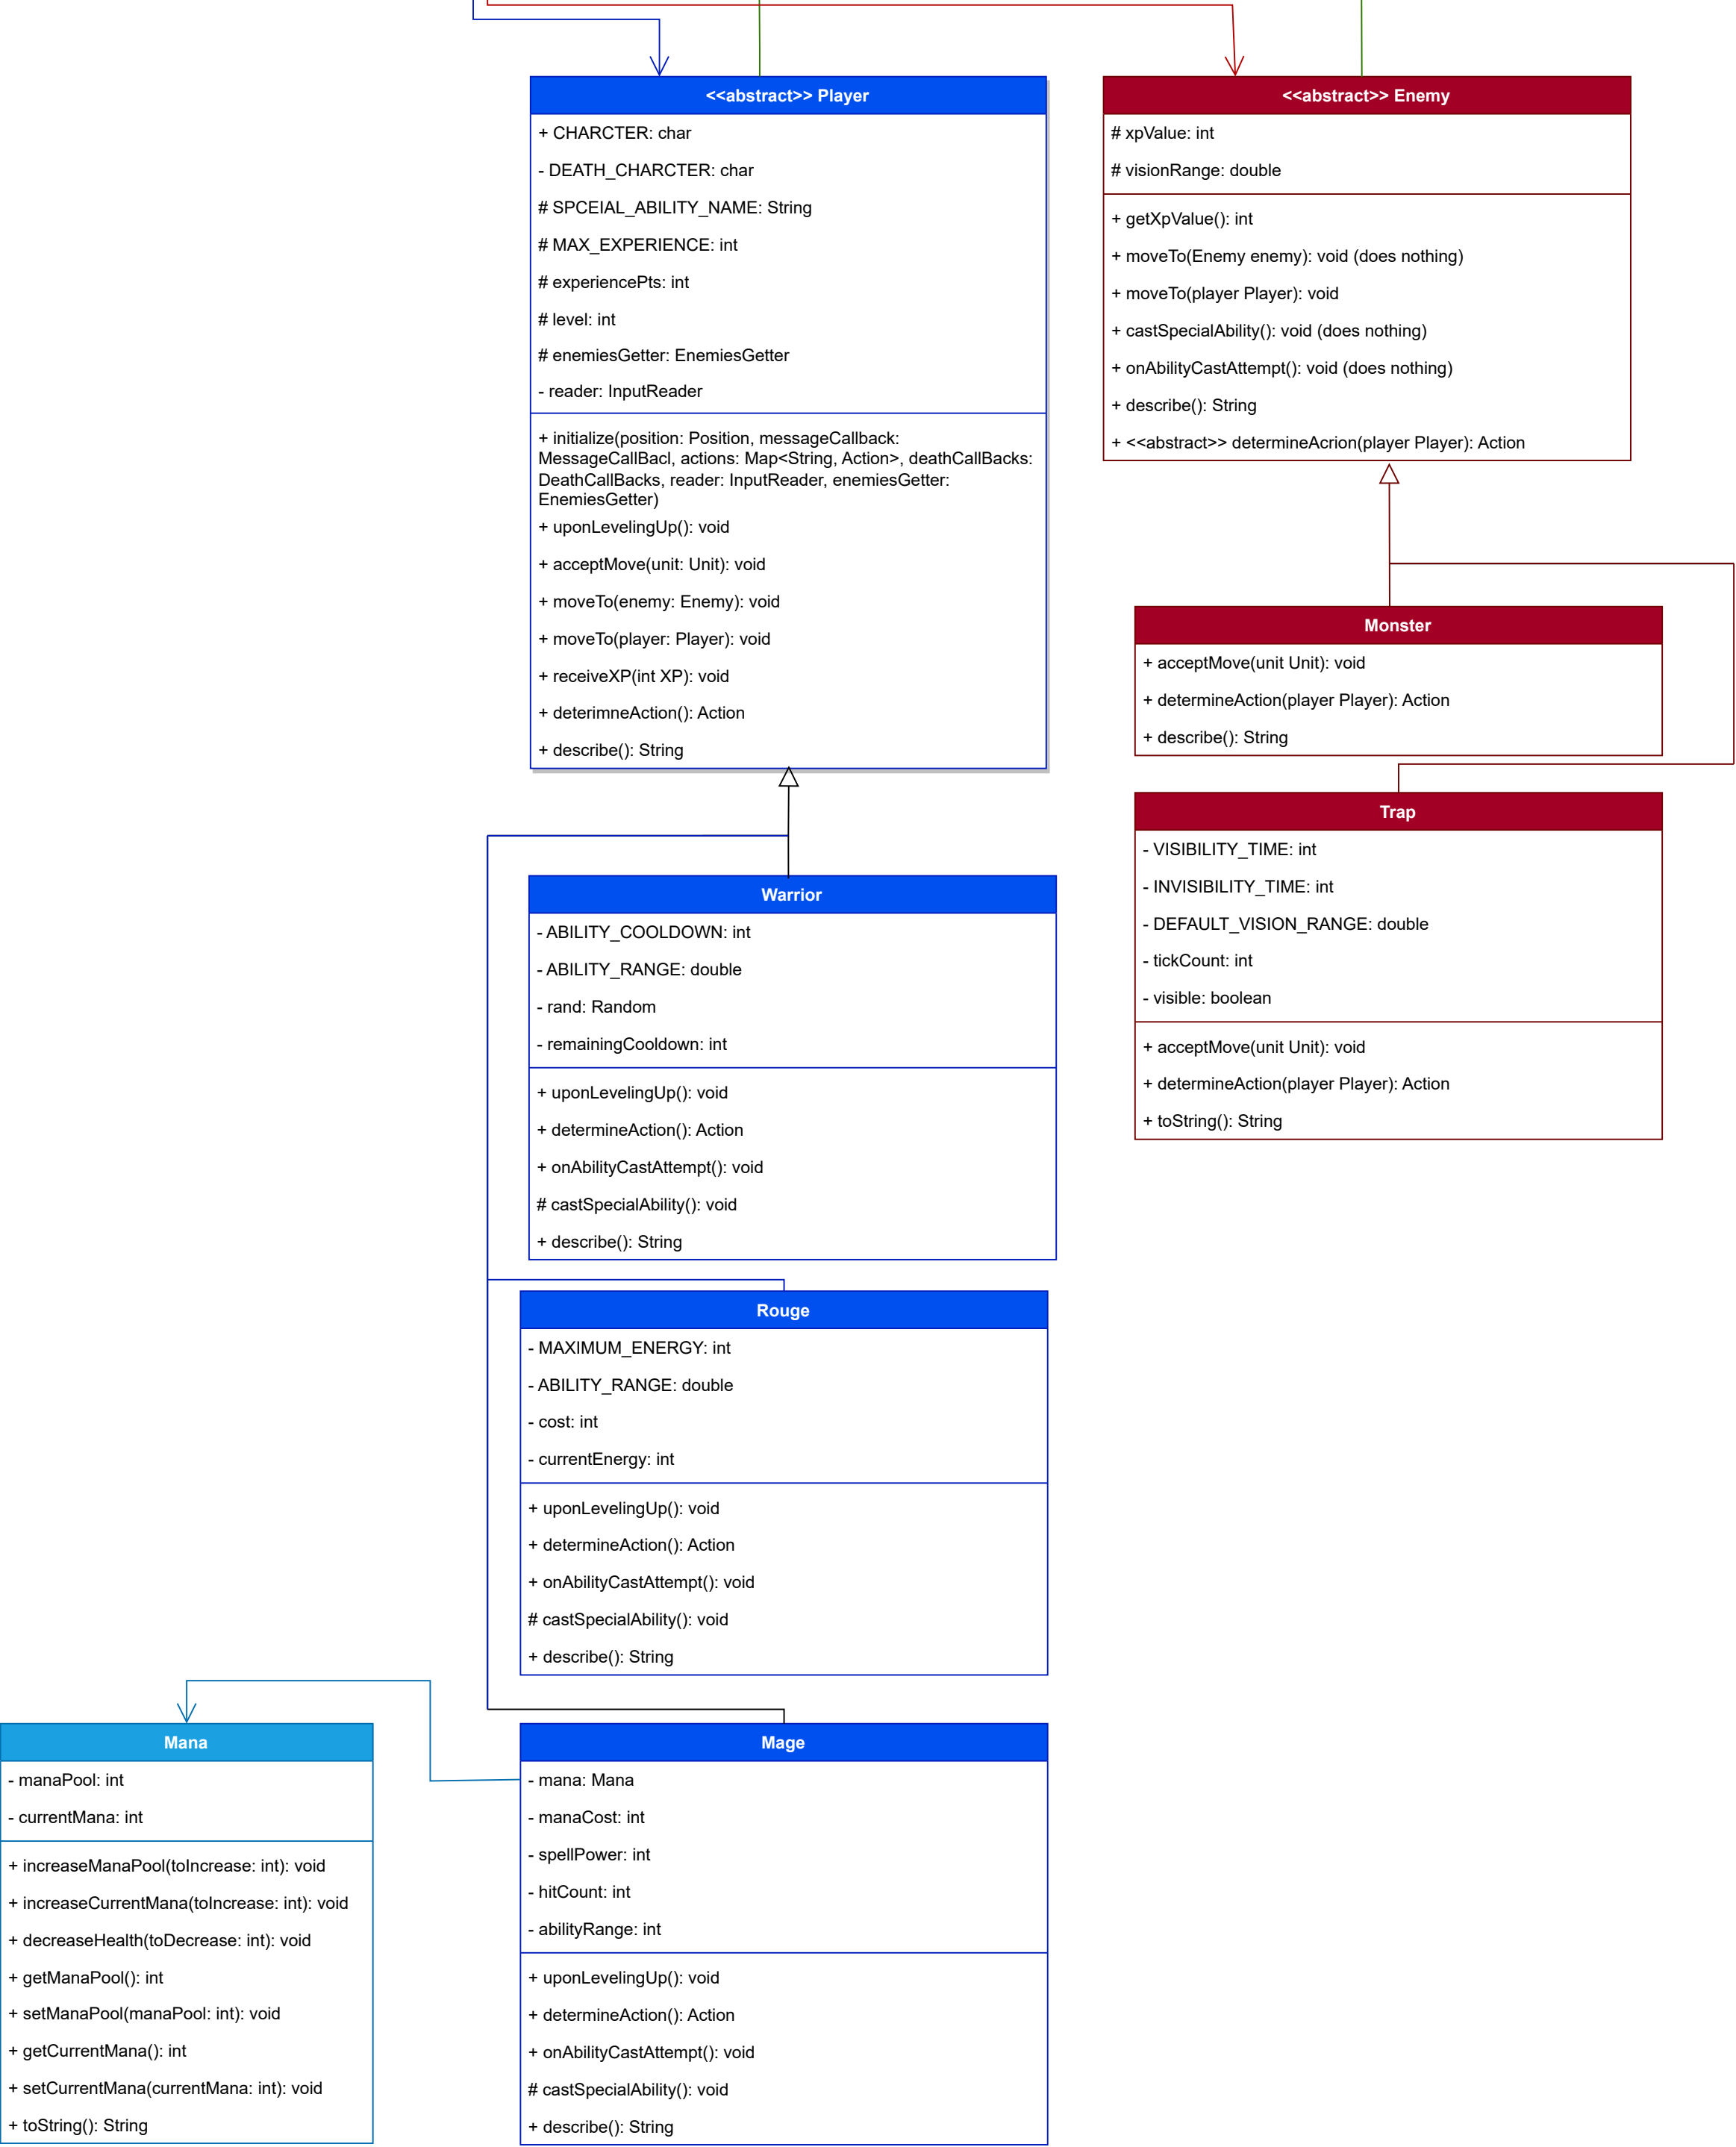 <<abstract>> Player
+ CHARCTER: char
- DEATH_CHARCTER: char
# SPCEIAL_ABILITY_NAME: String
# MAX_EXPERIENCE: int
# experiencePts: int
# level: int
# enemiesGetter: EnemiesGetter
- reader: InputReader
+ initialize(position: Position, messageCallback:
MessageCallBacl, actions: Map<String, Action>, deathCallBacks:
DeathCallBacks, reader: InputReader, enemiesGetter:
EnemiesGetter)
+ uponLevelingUp(): void
+ acceptMove(unit: Unit): void
+ moveTo(enemy: Enemy): void
+ moveTo(player: Player): void
+ receiveXP(int XP): void
+ deterimneAction(): Action
+ describe(): String
<<abstract>> Enemy
# xpValue: int
# visionRange: double
+ getXpValue(): int
+ moveTo(Enemy enemy): void (does nothing)
+ moveTo(player Player): void
+ castSpecialAbility(): void (does nothing)
+ onAbilityCastAttempt(): void (does nothing)
+ describe(): String
+ <<abstract>> determineAcrion(player Player): Action
Monster
+ acceptMove(unit Unit): void
+ determineAction(player Player): Action
+ describe(): String
Trap
- VISIBILITY_TIME: int
- INVISIBILITY_TIME: int
- DEFAULT_VISION_RANGE: double
- tickCount: int
- visible: boolean
+ acceptMove(unit Unit): void
+ determineAction(player Player): Action
+ toString(): String
Warrior
- ABILITY_COOLDOWN: int
- ABILITY_RANGE: double
- rand: Random
- remainingCooldown: int
+ uponLevelingUp(): void
+ determineAction(): Action
+ onAbilityCastAttempt(): void
# castSpecialAbility(): void
+ describe(): String
Rouge
- MAXIMUM_ENERGY: int
- ABILITY_RANGE: double
- cost: int
- currentEnergy: int
+ uponLevelingUp(): void
+ determineAction(): Action
+ onAbilityCastAttempt(): void
# castSpecialAbility(): void
+ describe(): String
Mana
- manaPool: int
- currentMana: int
+ increaseManaPool(toIncrease: int): void
+ increaseCurrentMana(toIncrease: int): void
+ decreaseHealth(toDecrease: int): void
+ getManaPool(): int
+ setManaPool(manaPool: int): void
+ getCurrentMana(): int
+ setCurrentMana(currentMana: int): void
+ toString(): String
Mage
- mana: Mana
- manaCost: int
- spellPower: int
- hitCount: int
- abilityRange: int
+ uponLevelingUp(): void
+ determineAction(): Action
+ onAbilityCastAttempt(): void
# castSpecialAbility(): void
+ describe(): String